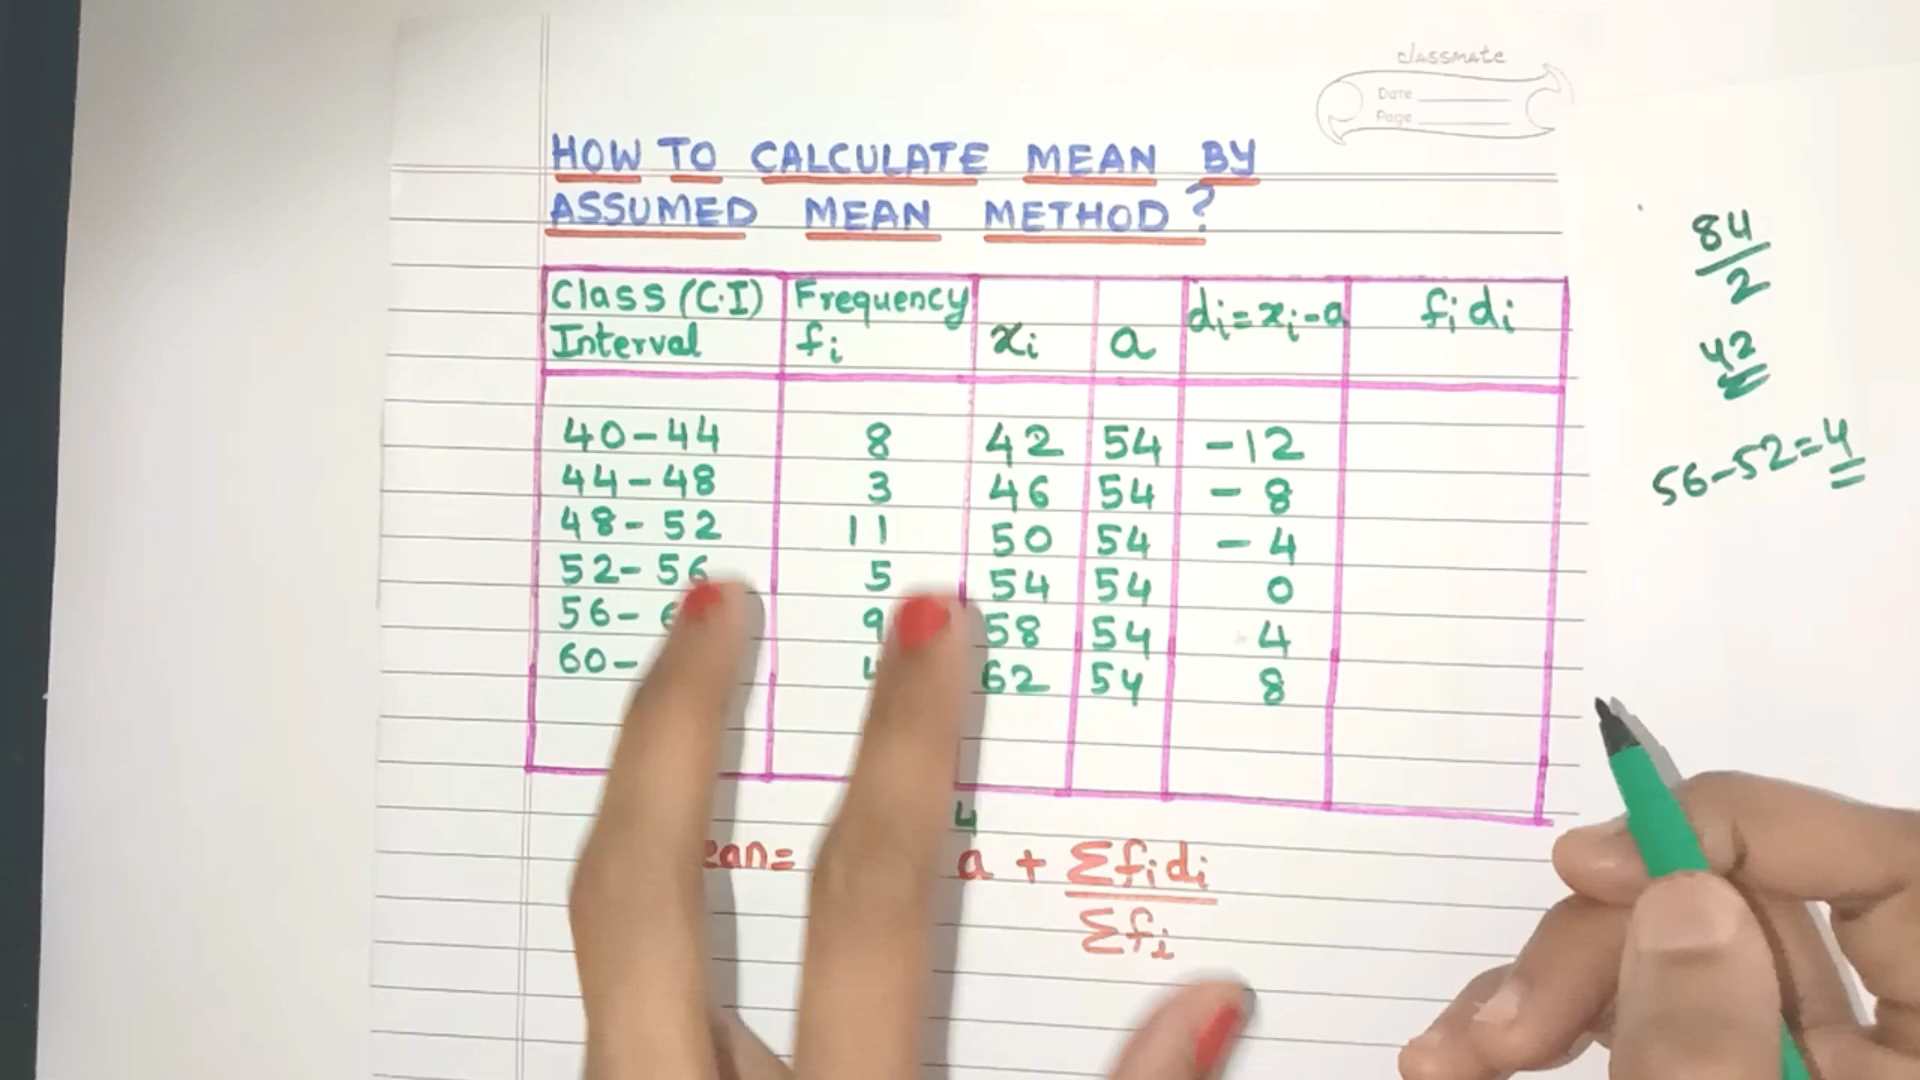 classmate
Date
Page
HOW TO CALCULATE MEAN BY
ASSUMED MEAN METHOD?
Class (C.I) Interval Frequency fi xi a di=xi-a fidi
40-44 8 42 54 -12
44-48 3 46 54 -8
48-52 11 50 54 -4
52-56 5 54 54 0
56- 9 58 54 4
60- 62 54 8
4
a + Σfidi
Σfi
84
2
42
56-52=4